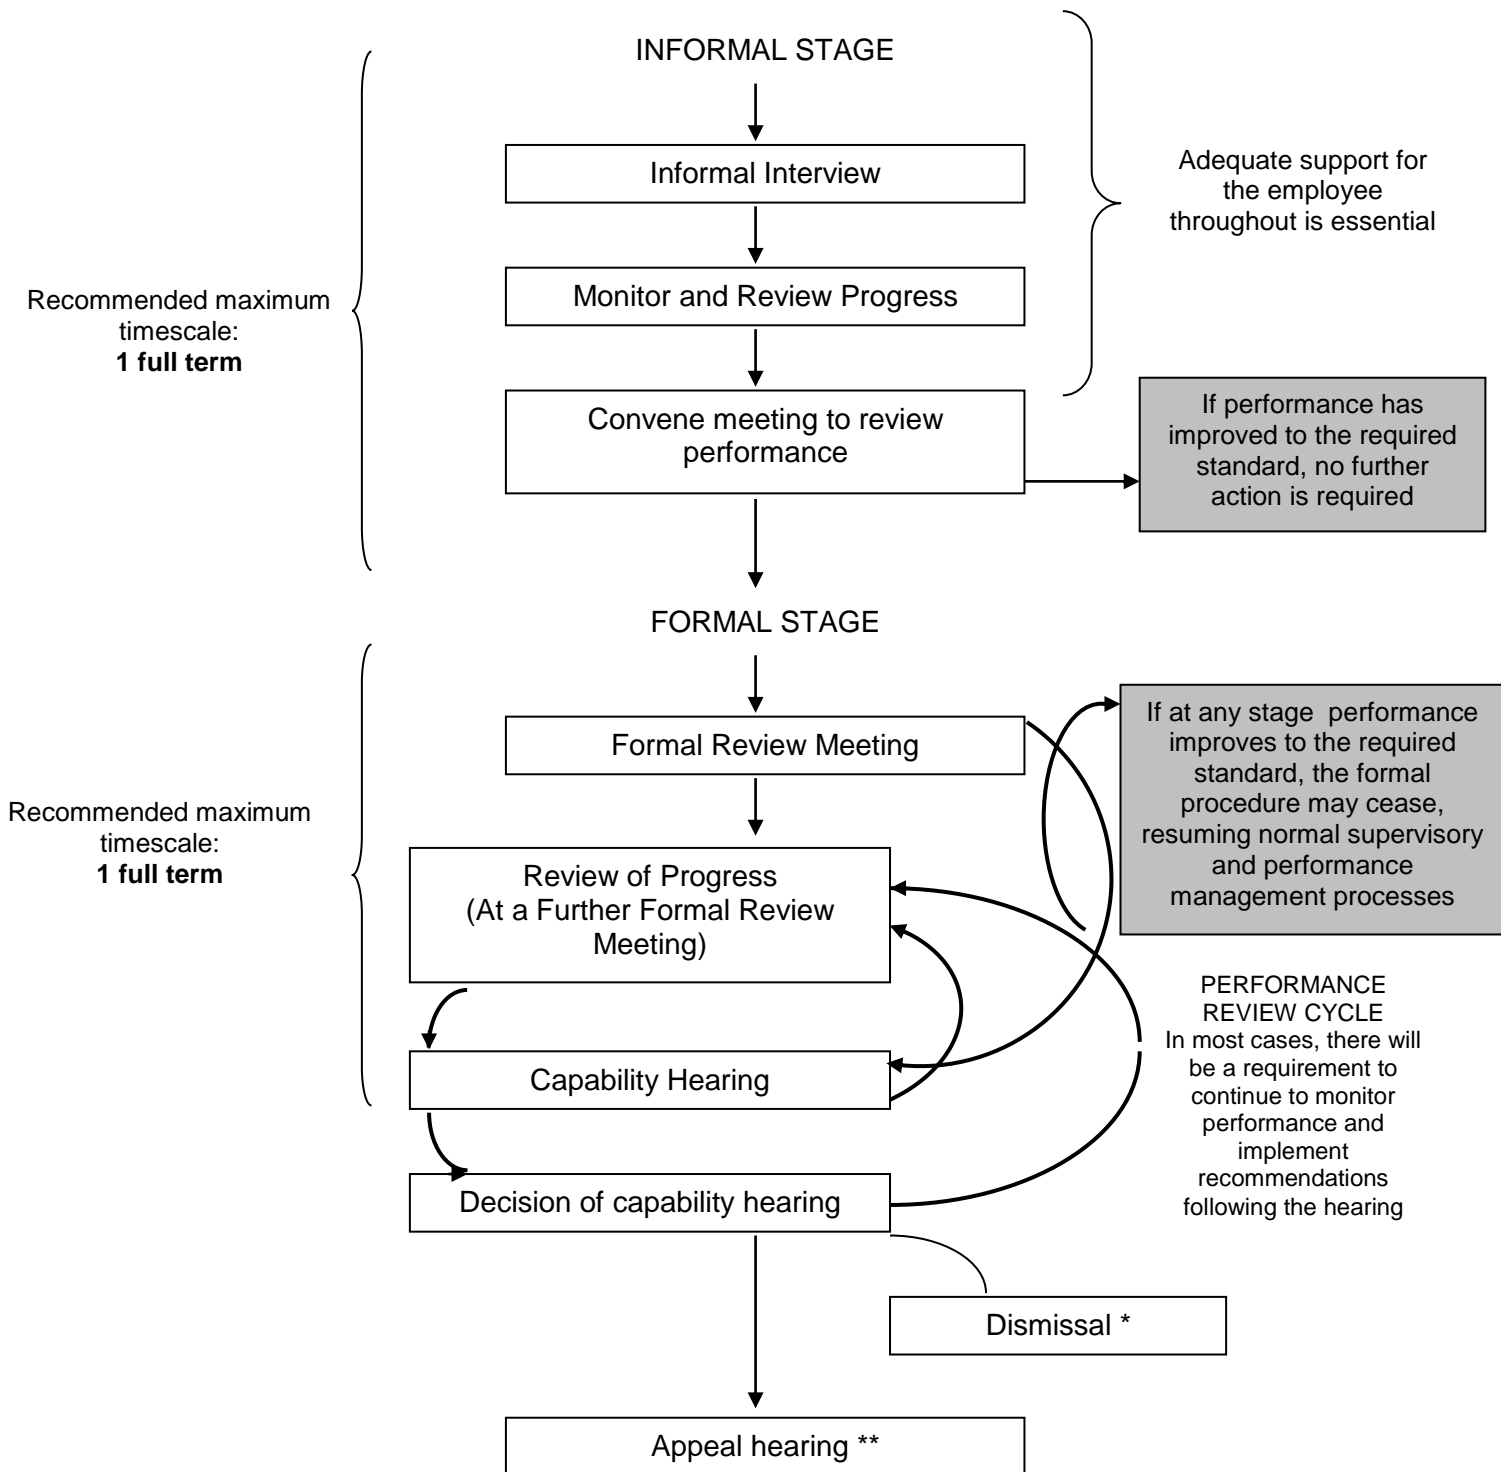 INFORMAL STAGE
Informal Interview
Adequate support for
the employee
throughout is essential
Monitor and Review Progress
Recommended maximum
timescale:
1 full term
Convene meeting to review
performance
If performance has
improved to the required
standard, no further
action is required
FORMAL STAGE
Formal Review Meeting
If at any stage performance
improves to the required
standard, the formal
procedure may cease,
resuming normal supervisory
and performance
management processes
Recommended maximum
timescale:
1 full term
Review of Progress
(At a Further Formal Review
Meeting)
PERFORMANCE
REVIEW CYCLE
In most cases, there will
be a requirement to
continue to monitor
performance and
implement
recommendations
following the hearing
Capability Hearing
Decision of capability hearing
Dismissal *
Appeal hearing **